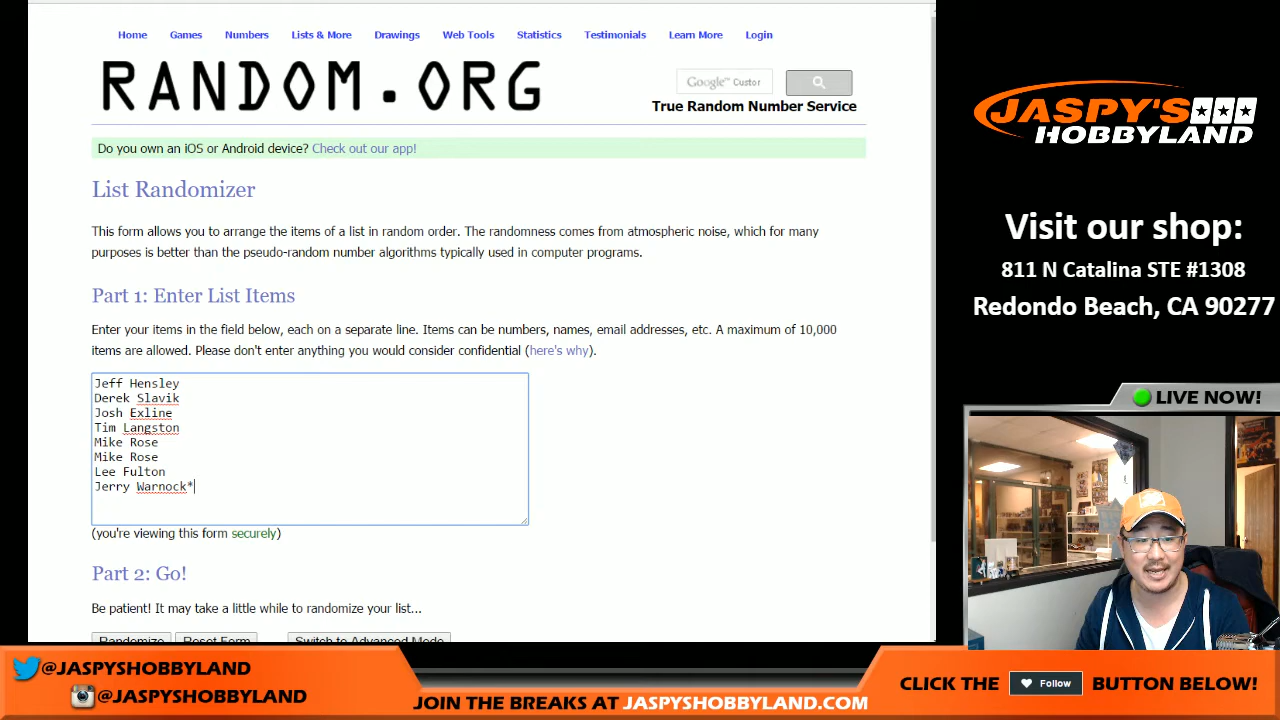 Home Games Numbers Lists & More Drawings Web Tools Statistics Testimonials Learn More Login
RANDOM.ORG
Google™ Custor
True Random Number Service
Do you own an iOS or Android device? Check out our app!
List Randomizer
This form allows you to arrange the items of a list in random order. The randomness comes from atmospheric noise, which for many
purposes is better than the pseudo-random number algorithms typically used in computer programs.
Part 1: Enter List Items
Enter your items in the field below, each on a separate line. Items can be numbers, names, email addresses, etc. A maximum of 10,000
items are allowed. Please don't enter anything you would consider confidential (here's why).
Jeff Hensley
Derek Slavik
Josh Exline
Tim Langston
Mike Rose
Mike Rose
Lee Fulton
Jerry Warnock*
(you're viewing this form securely)
Part 2: Go!
Be patient! It may take a little while to randomize your list...
Randomize Reset Form Switch to Advanced Mode
JASPY'S
HOBBYLAND
Visit our shop:
811 N Catalina STE #1308
Redondo Beach, CA 90277
LIVE NOW!
@JASPYSHOBBYLAND
@JASPYSHOBBYLAND
JOIN THE BREAKS AT JASPYSHOBBYLAND.COM
CLICK THE Follow BUTTON BELOW!